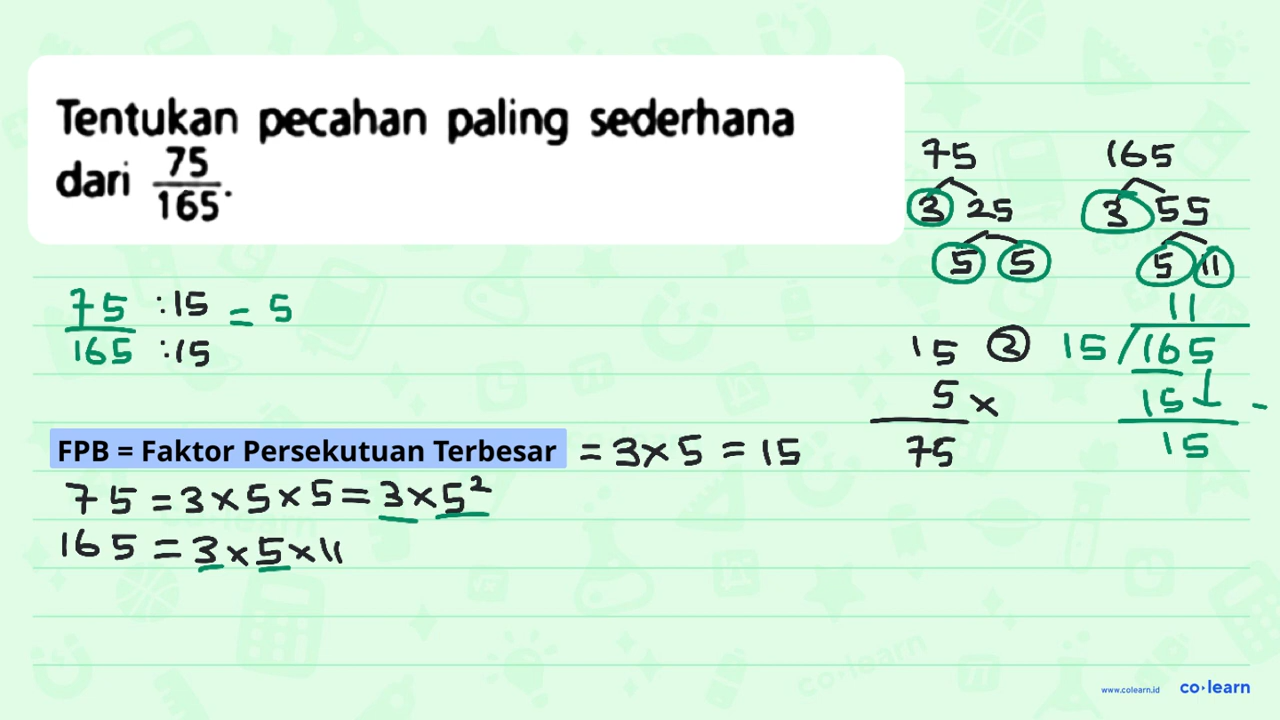 Tentukan pecahan paling sederhana
dari 75/165.
75 :15 = 5
165 :15
FPB = Faktor Persekutuan Terbesar = 3 × 5 = 15
75 = 3 × 5 × 5 = 3 × 5²
165 = 3 × 5 × 11
75
3 25
5 5
165
3 55
5 11
15 2
5 ×
75
11
15/165
15 -
15
co learn
www.colearn.id co·learn